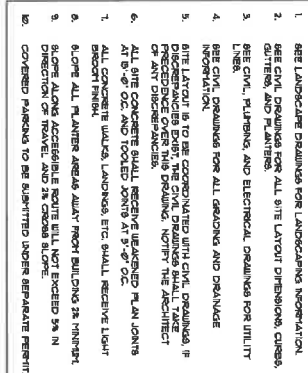 1. SEE LANDSCAPE DRAWINGS FOR LANDSCAPING INFORMATION.
2. SEE CIVIL DRAWINGS FOR ALL SITE LAYOUT DIMENSIONS, CURBS,
GUTTERS, AND PLANTERS.
3. SEE CIVIL, PLUMBING, AND ELECTRICAL DRAWINGS FOR UTILITY
LINES.
4. SEE CIVIL DRAWINGS FOR ALL GRADING AND DRAINAGE
INFORMATION.
5. SITE LAYOUT IS TO BE COORDINATED WITH CIVIL DRAWINGS, IF
DISCREPANCIES EXIST, THE CIVIL DRAWINGS SHALL TAKE
PRECEDENCE OVER THIS DRAWING. NOTIFY THE ARCHITECT
OF ANY DISCREPANCIES.
6. ALL SITE CONCRETE SHALL RECEIVE WEAKENED PLAN JOINTS
AT 15'-0" O.C. AND TOOLED JOINTS AT 5'-0" O.C.
7. ALL CONCRETE WALKS, LANDINGS, ETC. SHALL RECEIVE LIGHT
BROOM FINISH.
8. SLOPE ALL PLANTER AREAS AWAY FROM BUILDING 2% MINIMUM.
9. SLOPE ALONG ACCESSIBLE ROUTE WILL NOT EXCEED 5% IN
DIRECTION OF TRAVEL AND 2% CROSS SLOPE.
10. COVERED PARKING TO BE SUBMITTED UNDER SEPARATE PERMIT